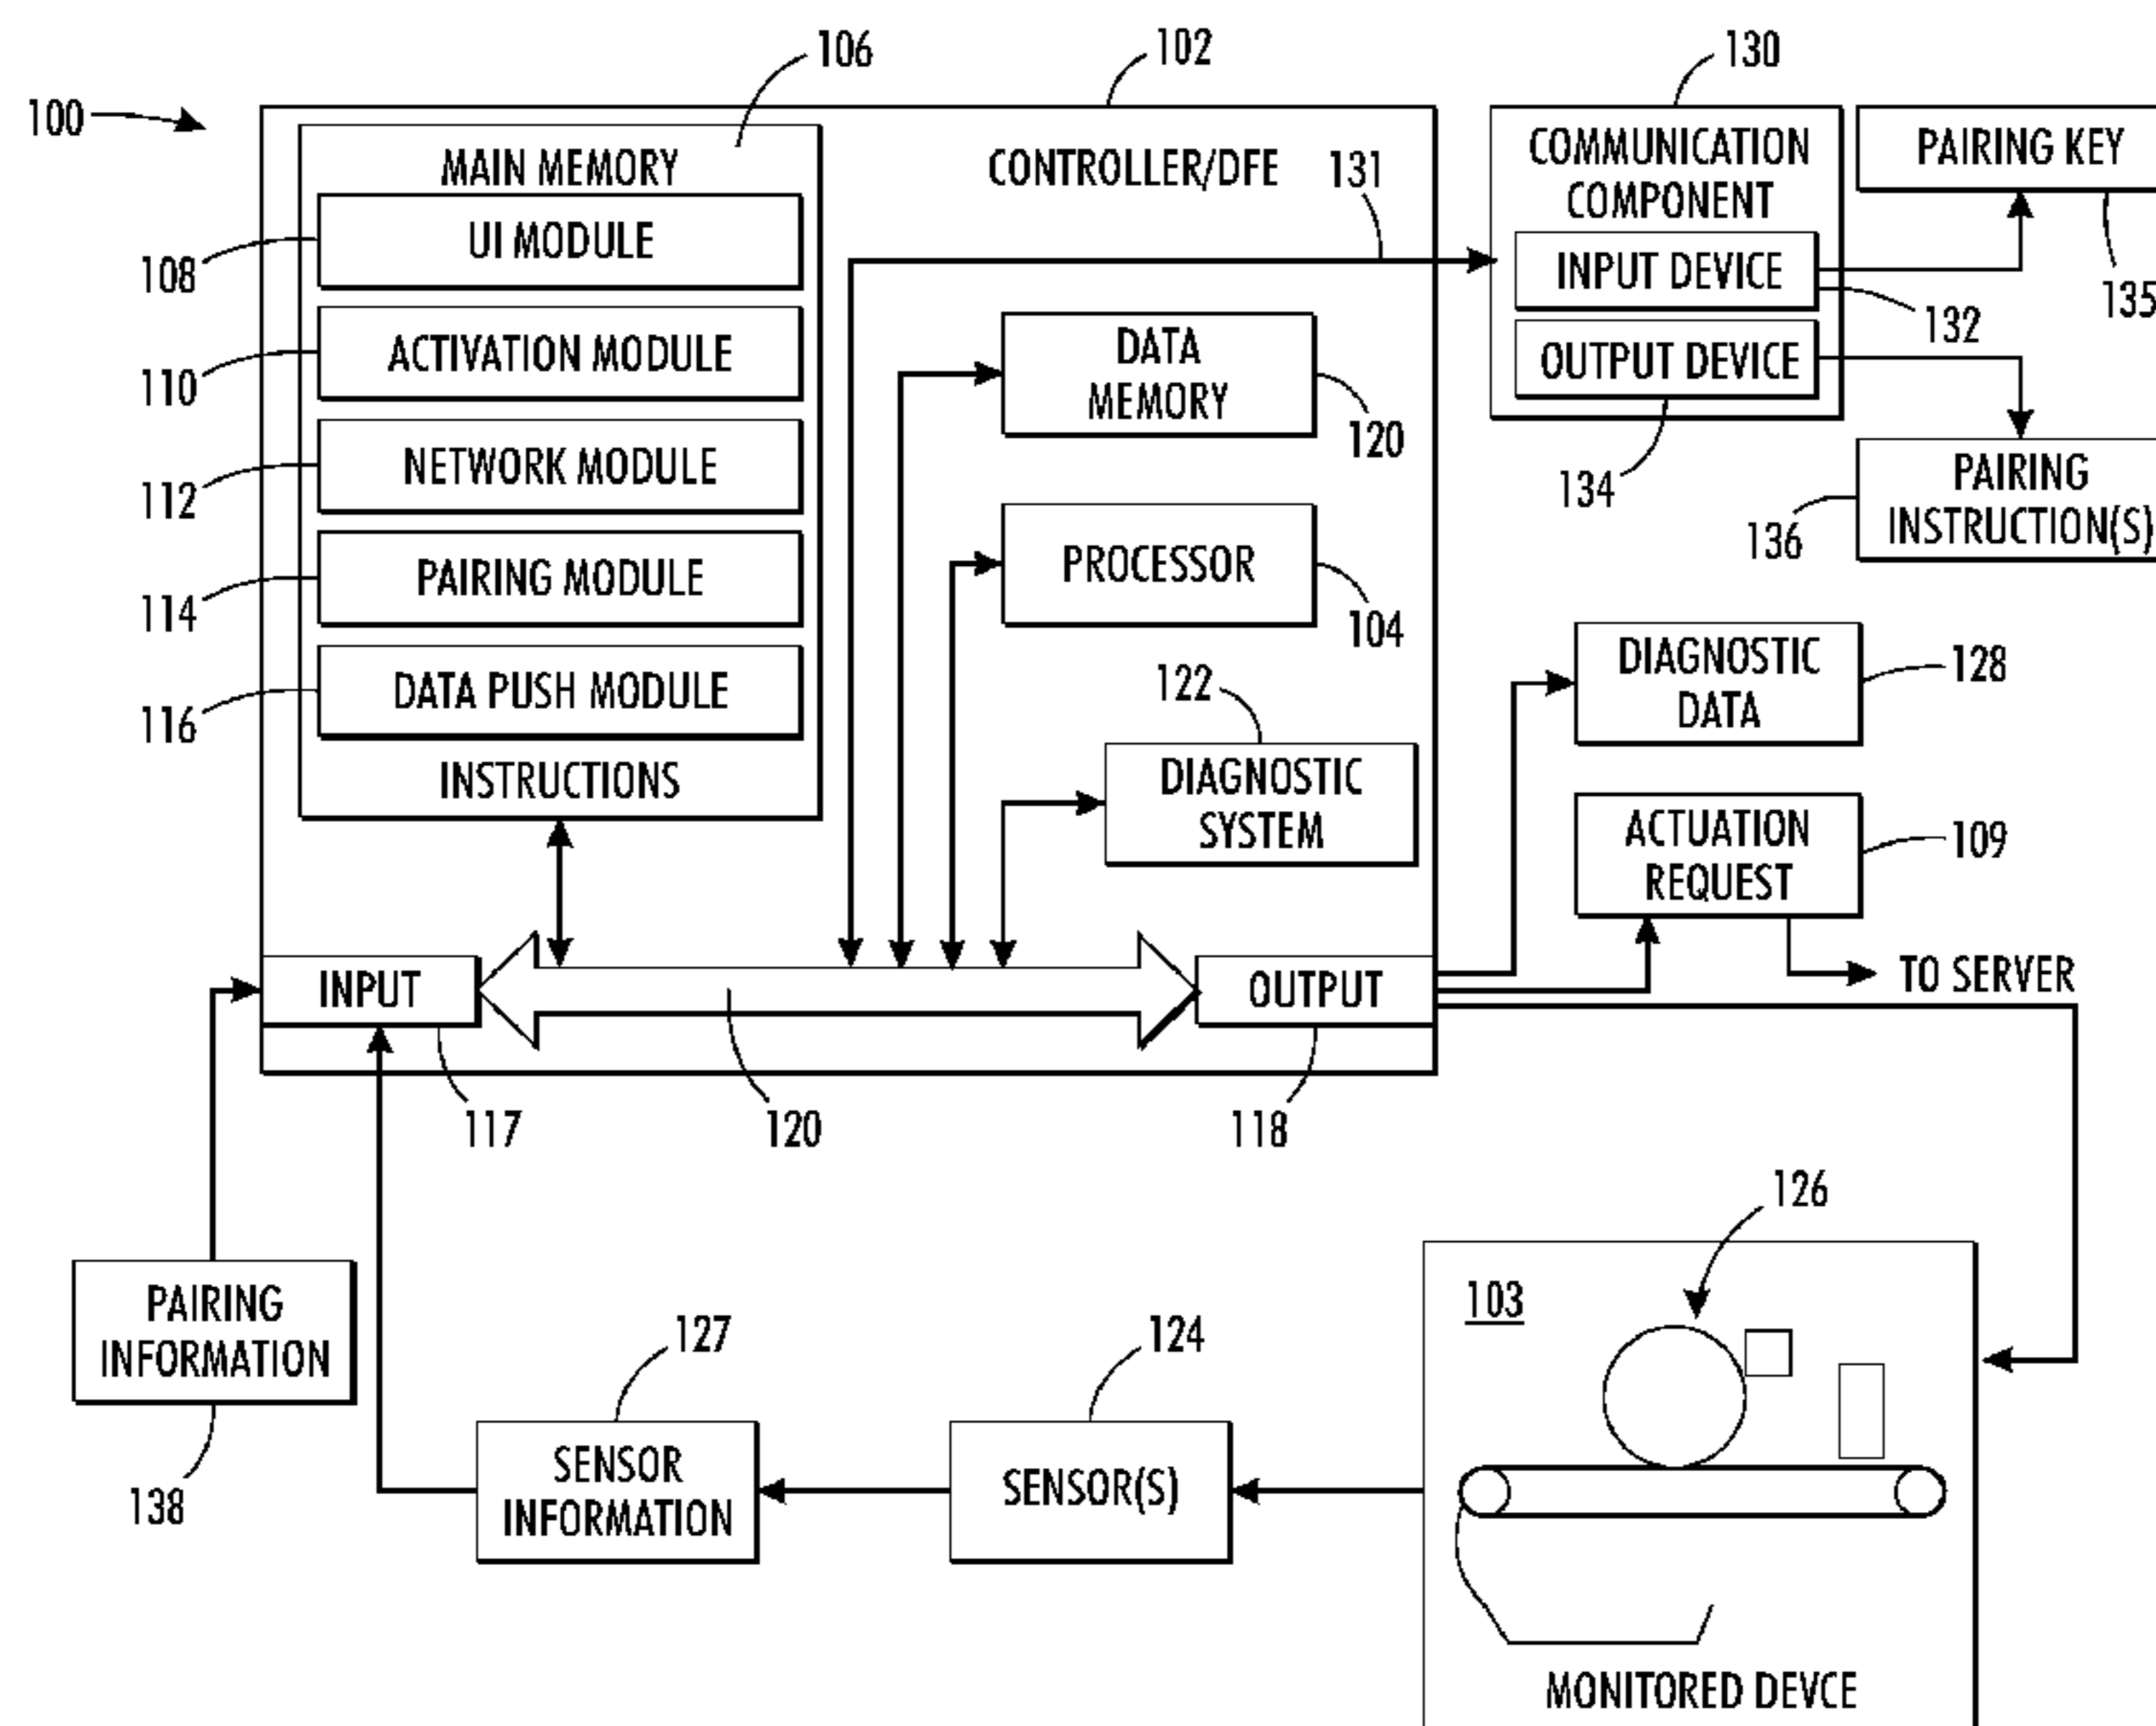 106
102
130
100
MAIN MEMORY
CONTROLLER/DFE
131
COMMUNICATION
COMPONENT
PAIRING KEY
UI MODULE
108
INPUT DEVICE
135
132
ACTIVATION MODULE
110
DATA
MEMORY
120
OUTPUT DEVICE
134
NETWORK MODULE
112
PAIRING
INSTRUCTION(S)
136
PAIRING MODULE
114
PROCESSOR
104
DATA PUSH MODULE
116
122
DIAGNOSTIC
DATA
128
INSTRUCTIONS
DIAGNOSTIC
SYSTEM
ACTUATION
REQUEST
109
INPUT
OUTPUT
TO SERVER
117
120
118
126
PAIRING
INFORMATION
138
127
124
103
SENSOR
INFORMATION
SENSOR(S)
MONITORED DEVCE